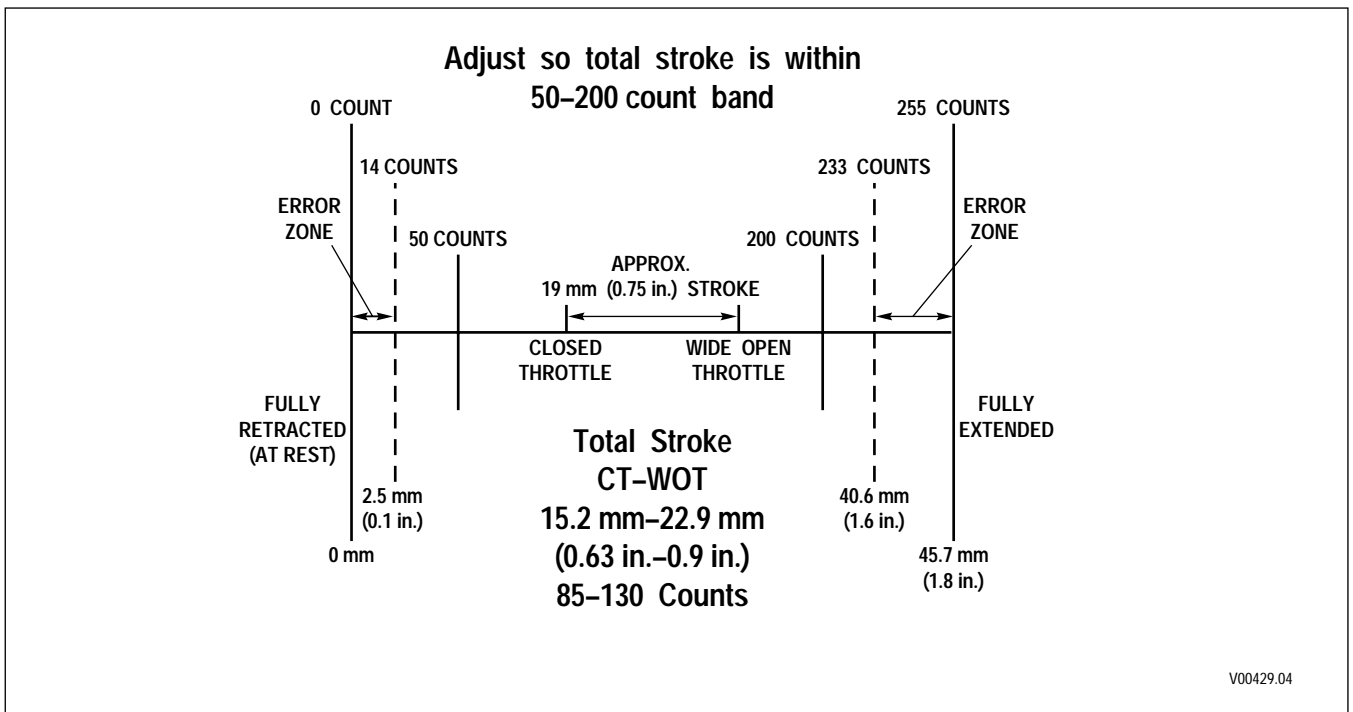 Adjust so total stroke is within
50–200 count band
0 COUNT
255 COUNTS
14 COUNTS
233 COUNTS
ERROR
ZONE
ERROR
ZONE
50 COUNTS
200 COUNTS
APPROX.
19 mm (0.75 in.) STROKE
CLOSED
THROTTLE
WIDE OPEN
THROTTLE
FULLY
RETRACTED
(AT REST)
FULLY
EXTENDED
Total Stroke
CT–WOT
15.2 mm–22.9 mm
(0.63 in.–0.9 in.)
85–130 Counts
2.5 mm
(0.1 in.)
40.6 mm
(1.6 in.)
0 mm
45.7 mm
(1.8 in.)
V00429.04